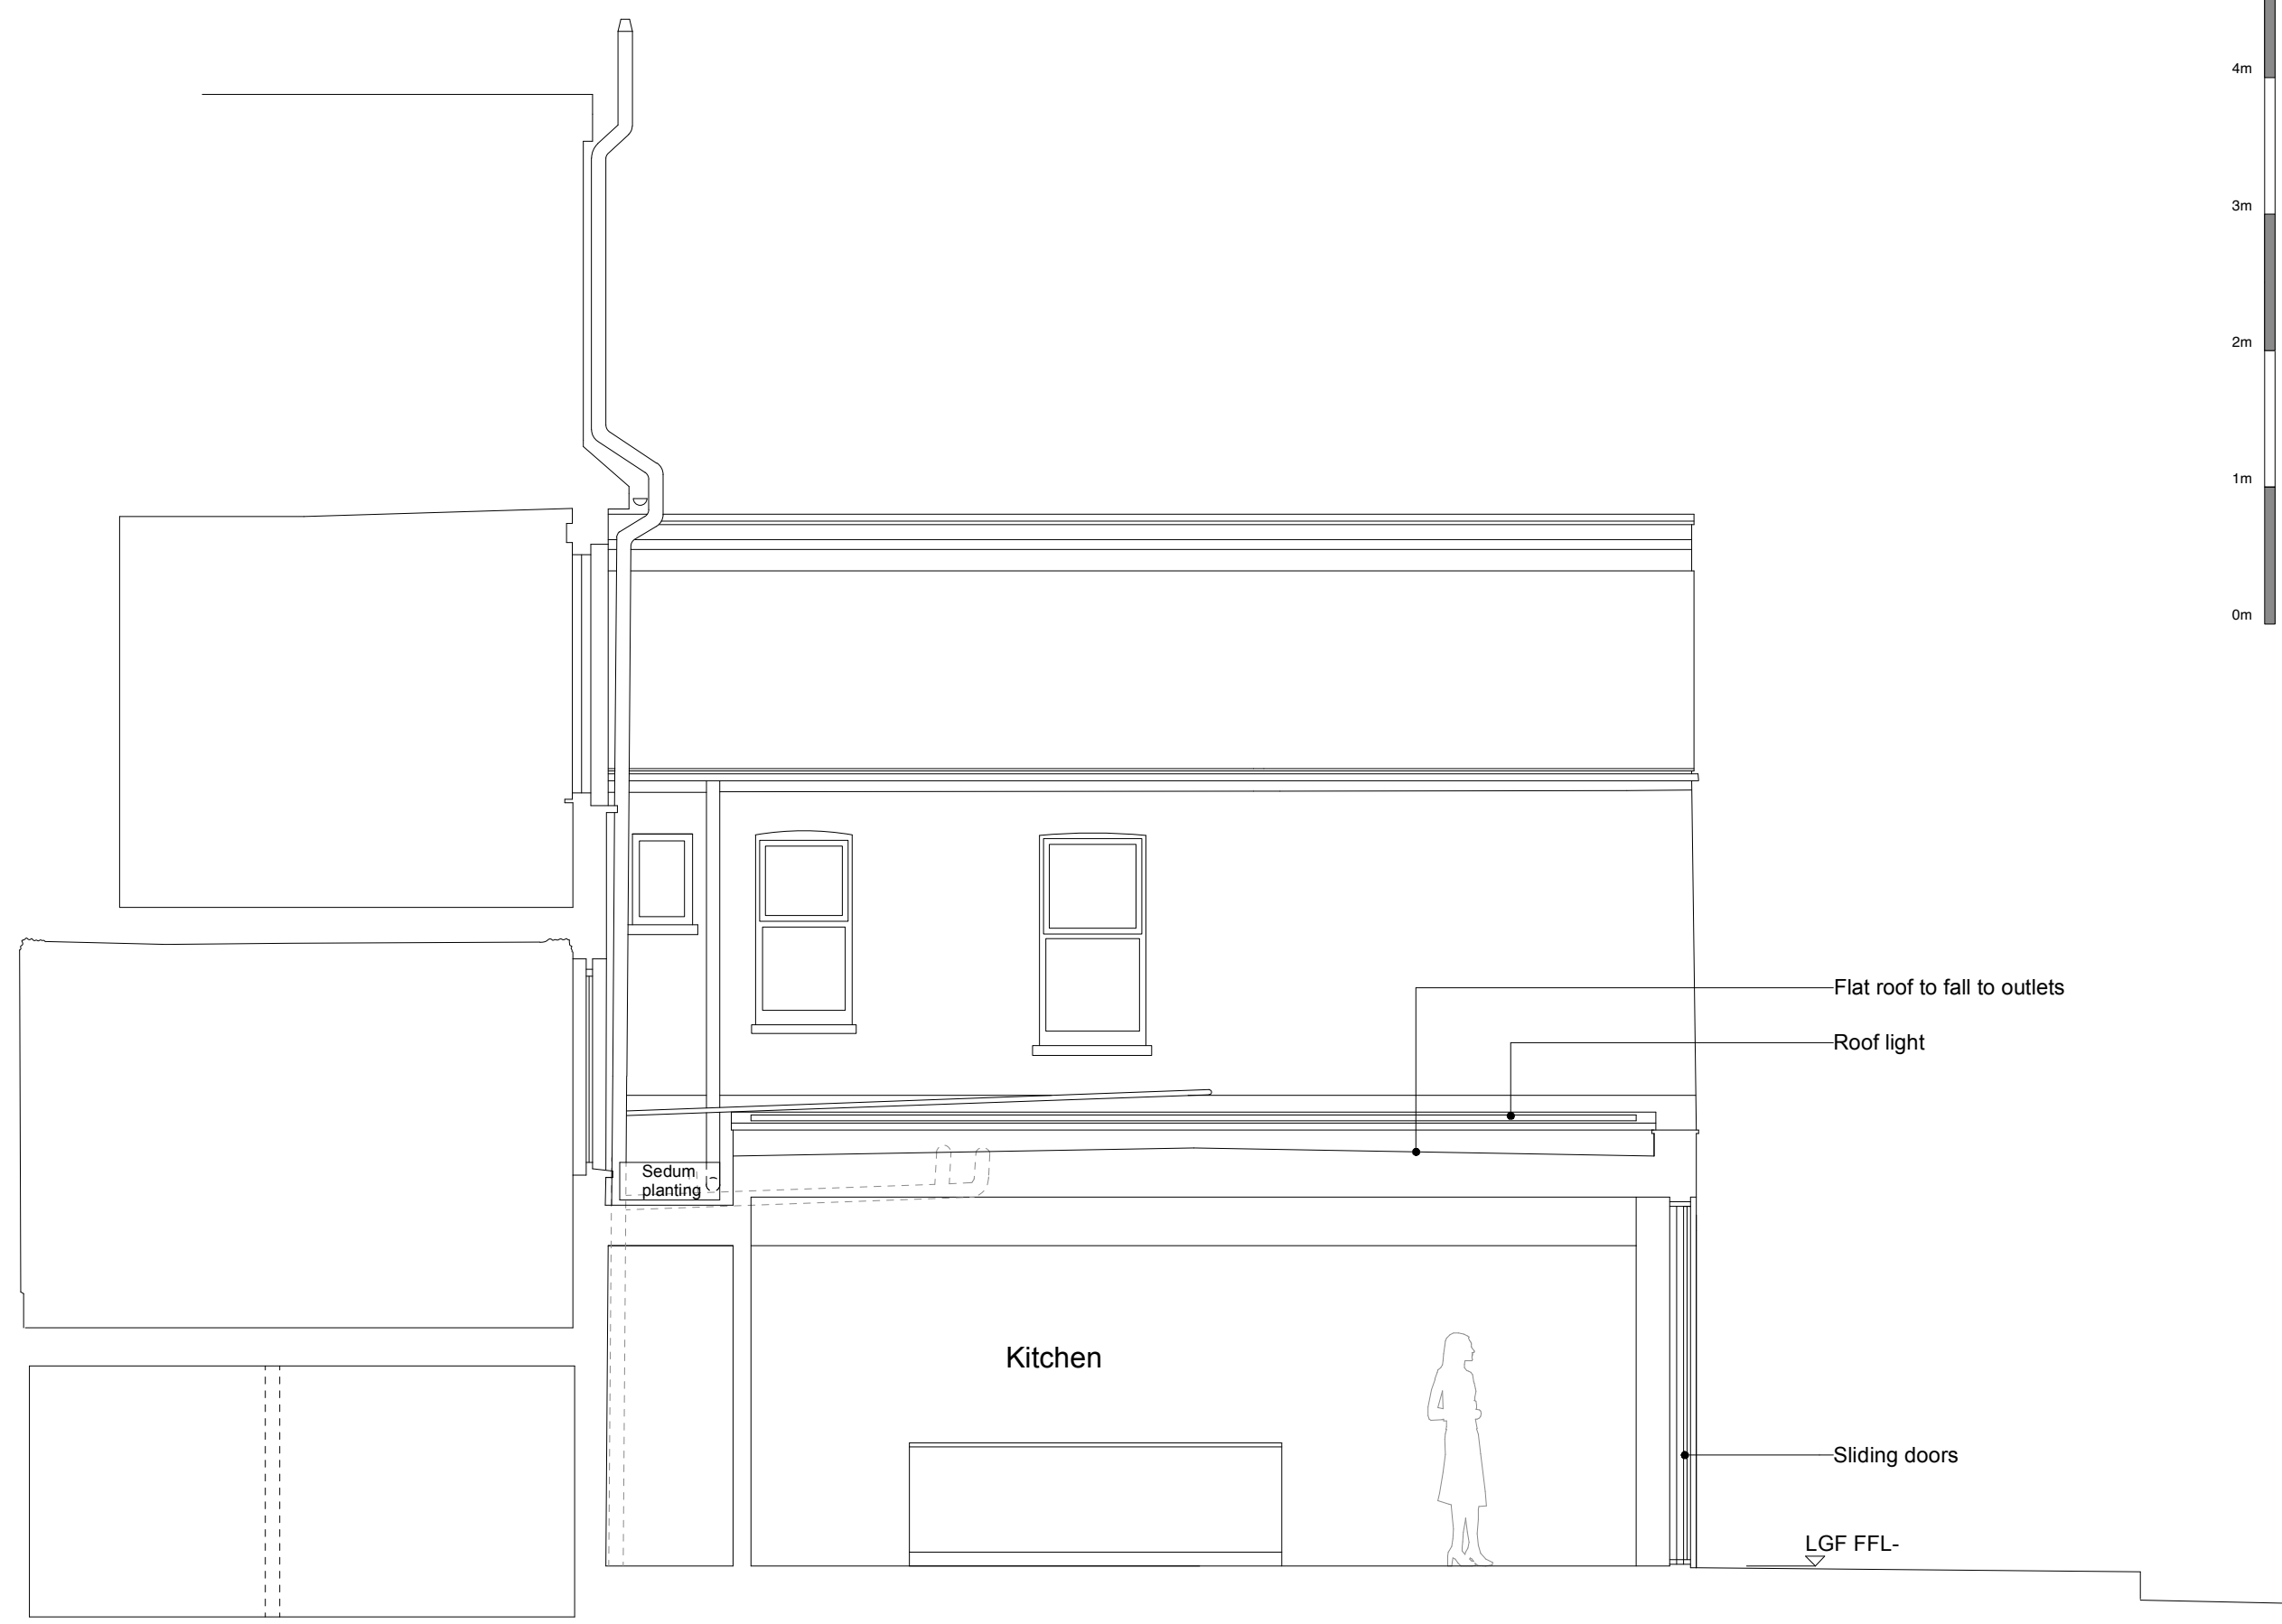 4m
3m
2m
1m
0m
Flat roof to fall to outlets
Roof light
Sedum
planting
Kitchen
Sliding doors
LGF FFL-